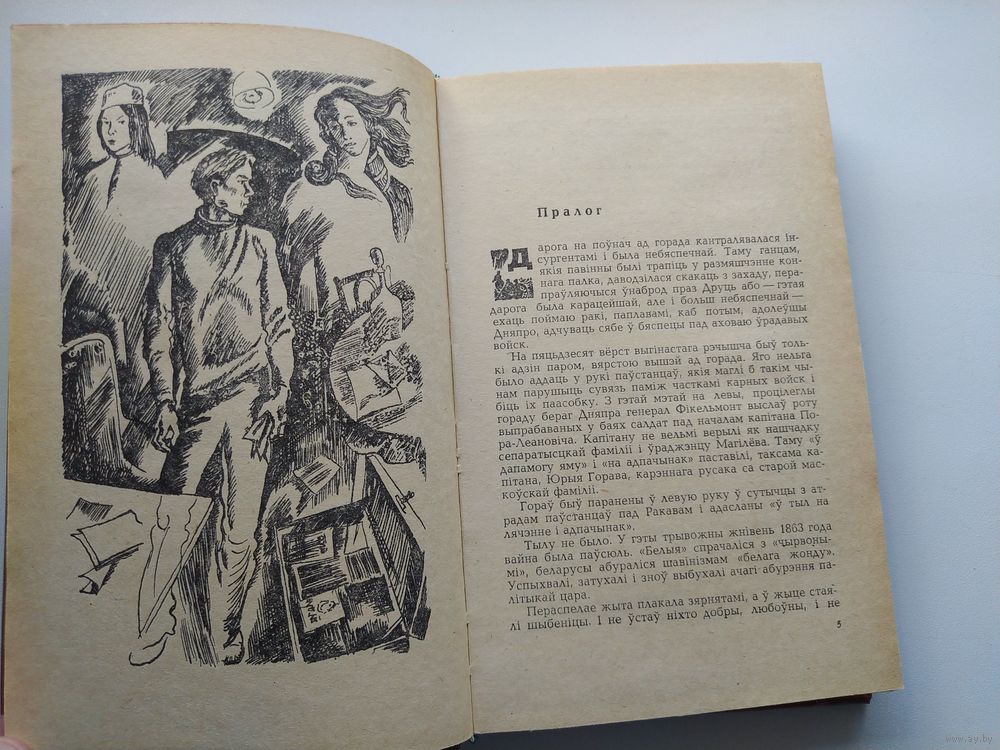 Пралог
Дарога на поўнач ад горада кантралявалася ін-
сургентамі і была небяспечнай. Таму ганцам,
якія павінны былі трапіць у размяшчэнне кон-
нага палка, даводзілася скакаць з захаду, пера-
праўляючыся ўнаброд праз Друць або — гэтая
дарога была карацейшай, але і больш небяспечнай —
ехаць поймаю ракі, паплавамі, каб потым, адолеўшы
Дняпро, адчуваць сябе ў бяспецы пад аховаю ўрадавых
войск.
На пяцьдзесят вёрст выгінастага рэчышча быў толь-
кі адзін паром, вярстою вышэй ад горада. Яго нельга
было аддаць у рукі паўстанцаў, якія маглі б такім чы-
нам парушыць сувязь паміж часткамі карных войск і
біць іх паасобку. З гэтай мэтай на левы, процілеглы
гораду бераг Дняпра генерал Фікельмонт выслаў роту
выпрабаваных у баях салдат пад началам капітана По-
ра-Леановіча. Капітану не вельмі верылі як нашчадку
сепаратысцкай фаміліі і ўраджэнцу Магілёва. Таму «ў
дапамогу яму» і «на адпачынак» паставілі, таксама ка-
пітана, Юрыя Горава, карэннага русака са старой мас-
коўскай фаміліі.
Гораў быў паранены ў левую руку ў сутычцы з ат-
радам паўстанцаў пад Ракавам і адасланы «ў тыл на
лячэнне і адпачынак».
Тылу не было. У гэты трывожны жнівень 1863 года
вайна была паўсюль. «Белыя» спрачаліся з «чырвоны-
мі», беларусы абураліся шавінізмам «белага жонду».
Успыхвалі, затухалі і зноў выбухалі ачагі абурэння па-
літыкай цара.
Пераспелае жыта плакала зярнятамі, а ў жыце стая-
лі шыбеніцы. І не ўстаў ніхто добры, любоўны, і не
5
www.ay.by